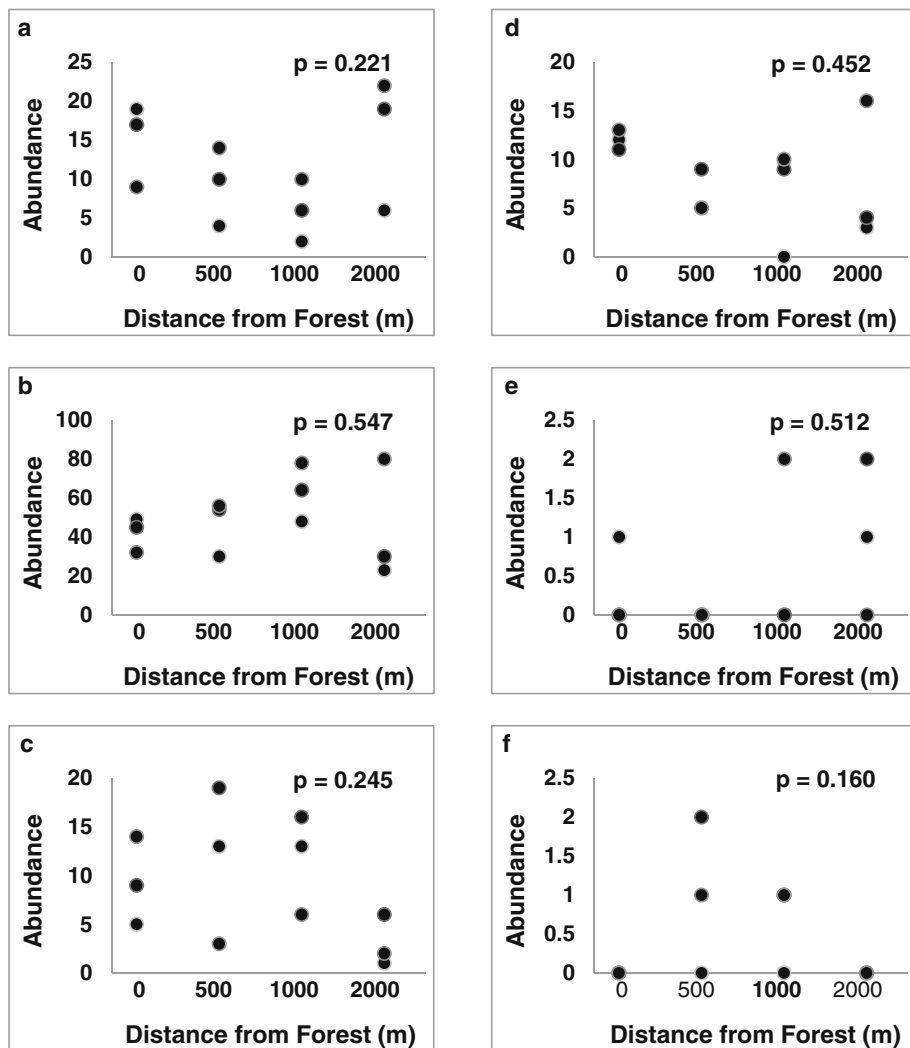 a
p = 0.221
25
20
15
10
5
0
Abundance
0 500 1000 2000
Distance from Forest (m)
b
p = 0.547
100
80
60
40
20
0
Abundance
0 500 1000 2000
Distance from Forest (m)
c
p = 0.245
20
15
10
5
0
Abundance
0 500 1000 2000
Distance from Forest (m)
d
p = 0.452
20
15
10
5
0
Abundance
0 500 1000 2000
Distance from Forest (m)
e
p = 0.512
2.5
2
1.5
1
0.5
0
Abundance
0 500 1000 2000
Distance from Forest (m)
f
p = 0.160
2.5
2
1.5
1
0.5
0
Abundance
0 500 1000 2000
Distance from Forest (m)